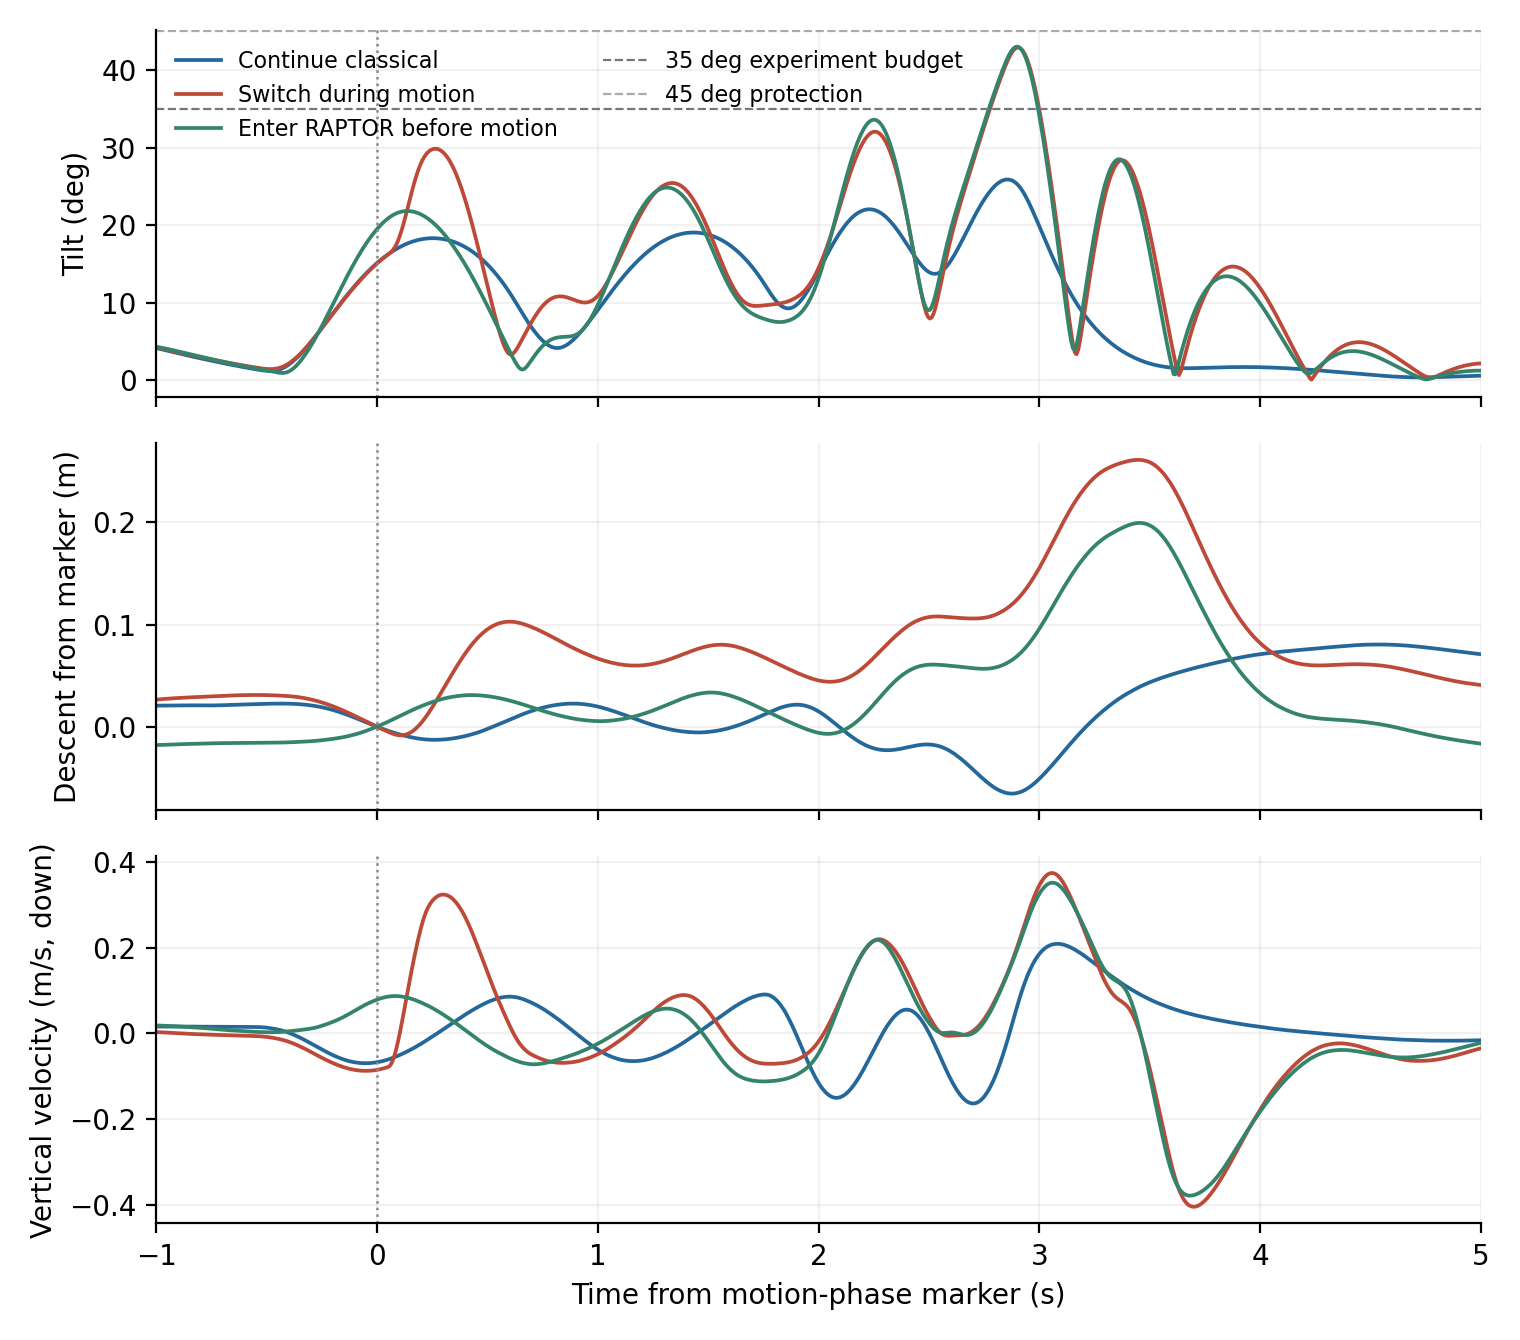 Continue classical
Switch during motion
Enter RAPTOR before motion
35 deg experiment budget
45 deg protection
Tilt (deg)
40
30
20
10
0
Descent from marker (m)
0.2
0.1
0.0
Vertical velocity (m/s, down)
0.4
0.2
0.0
−0.2
−0.4
−1 0 1 2 3 4 5
Time from motion-phase marker (s)